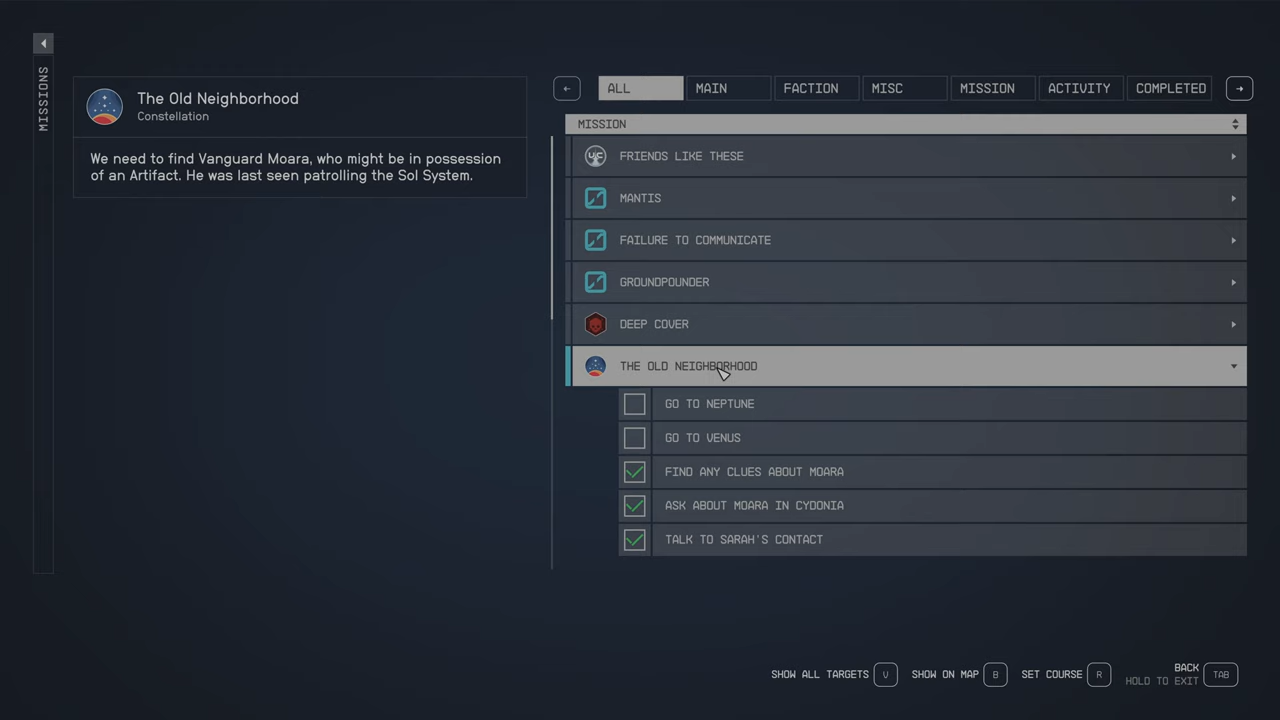 MISSIONS
The Old Neighborhood
Constellation
We need to find Vanguard Moara, who might be in possession
of an Artifact. He was last seen patrolling the Sol System.
ALL MAIN FACTION MISC MISSION ACTIVITY COMPLETED
MISSION
FRIENDS LIKE THESE
MANTIS
FAILURE TO COMMUNICATE
GROUNDPOUNDER
DEEP COVER
THE OLD NEIGHBORHOOD
GO TO NEPTUNE
GO TO VENUS
FIND ANY CLUES ABOUT MOARA
ASK ABOUT MOARA IN CYDONIA
TALK TO SARAH'S CONTACT
SHOW ALL TARGETS V SHOW ON MAP B SET COURSE R BACK TAB
HOLD TO EXIT